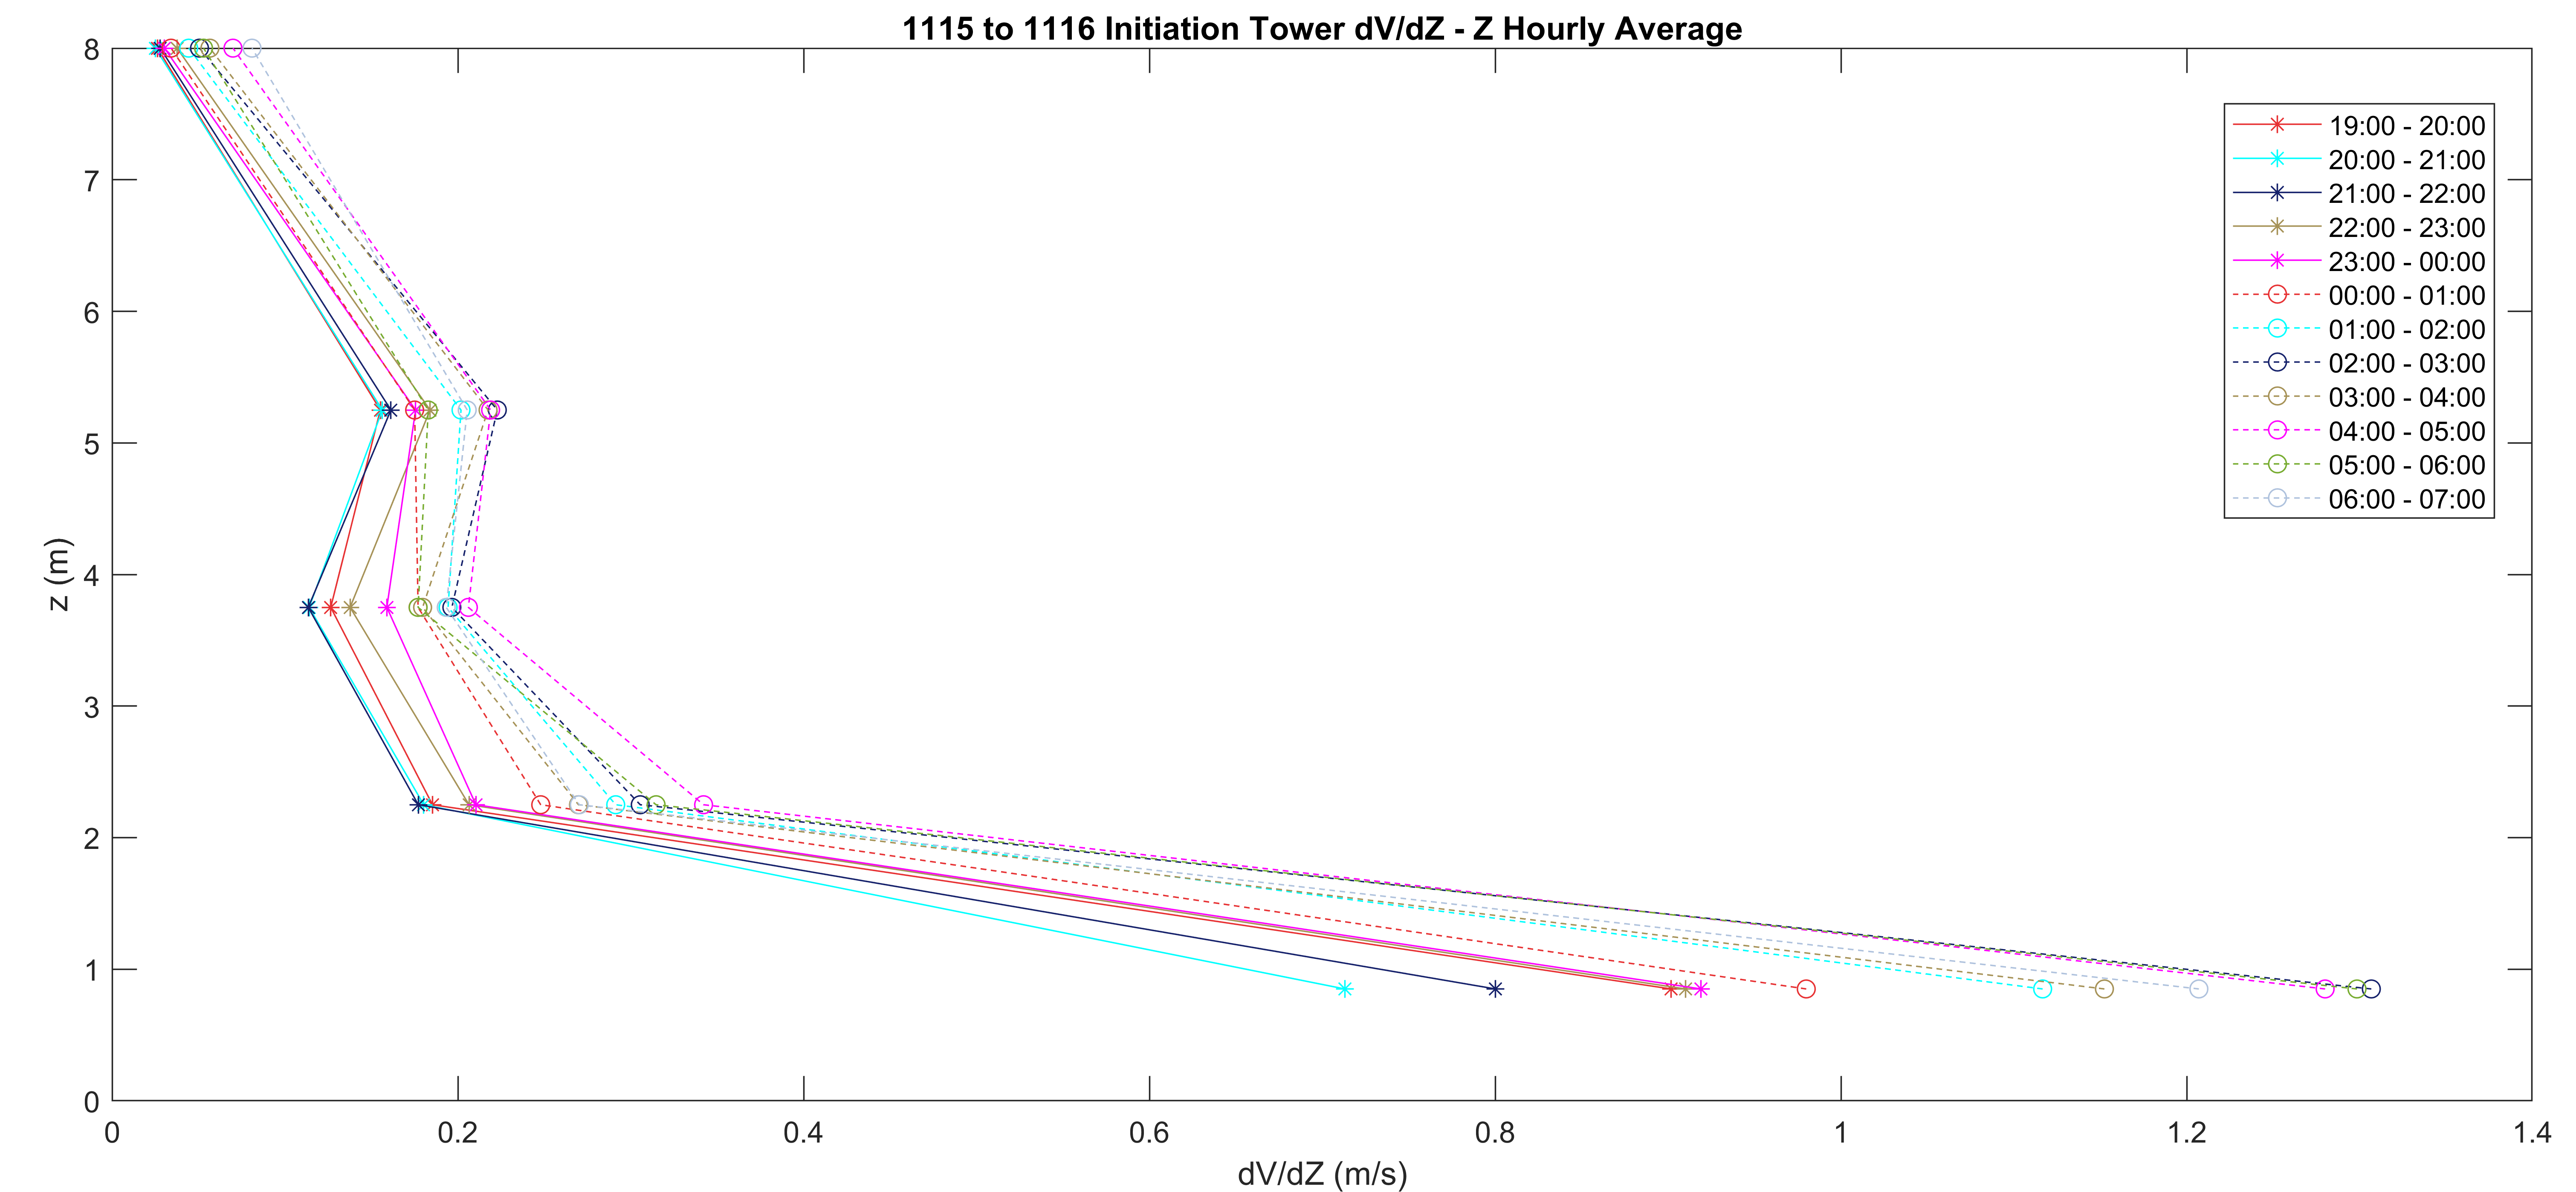 1115 to 1116 Initiation Tower dV/dZ - Z Hourly Average
8
7
6
5
4
3
2
1
0
z (m)
19:00 - 20:00
20:00 - 21:00
21:00 - 22:00
22:00 - 23:00
23:00 - 00:00
00:00 - 01:00
01:00 - 02:00
02:00 - 03:00
03:00 - 04:00
04:00 - 05:00
05:00 - 06:00
06:00 - 07:00
0 0.2 0.4 0.6 0.8 1 1.2 1.4
dV/dZ (m/s)